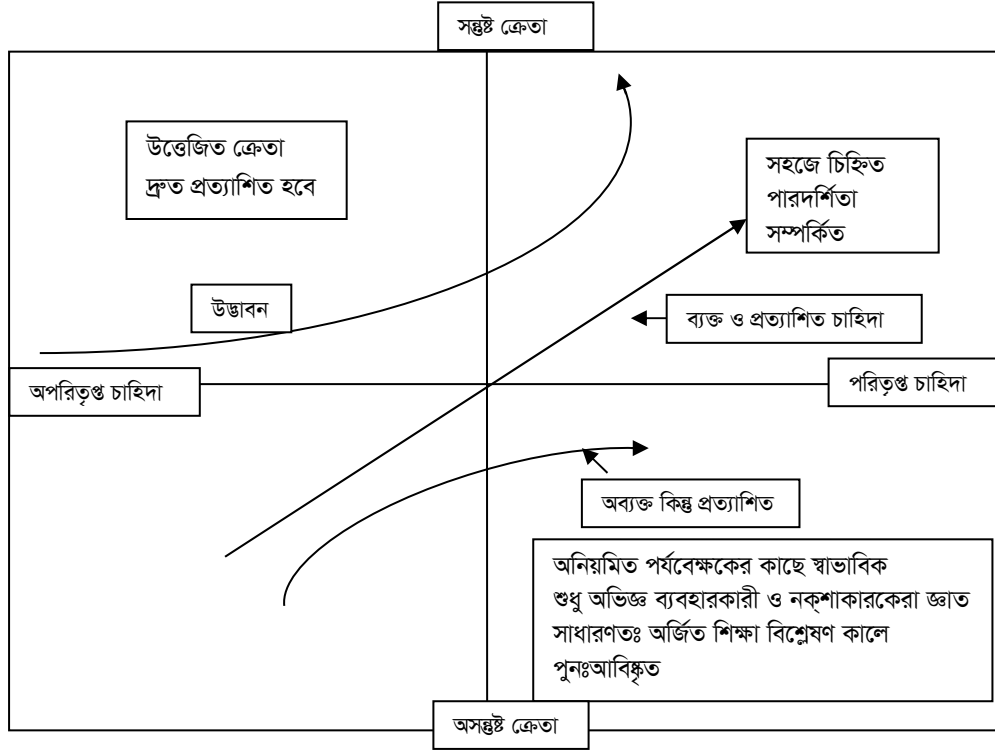 সন্তুষ্ট ক্রেতা
উত্তেজিত ক্রেতা
দ্রুত প্রত্যাশিত হবে
সহজে চিহ্নিত
পারদর্শিতা
সম্পর্কিত
উদ্ভাবন
ব্যক্ত ও প্রত্যাশিত চাহিদা
অপরিতৃপ্ত চাহিদা
পরিতৃপ্ত চাহিদা
অব্যক্ত কিন্তু প্রত্যাশিত
অনিয়মিত পর্যবেক্ষকের কাছে স্বাভাবিক
শুধু অভিজ্ঞ ব্যবহারকারী ও নক্শাকারকেরা জ্ঞাত
সাধারণতঃ অর্জিত শিক্ষা বিশ্লেষণ কালে
পুনঃআবিষ্কৃত
অসন্তুষ্ট ক্রেতা